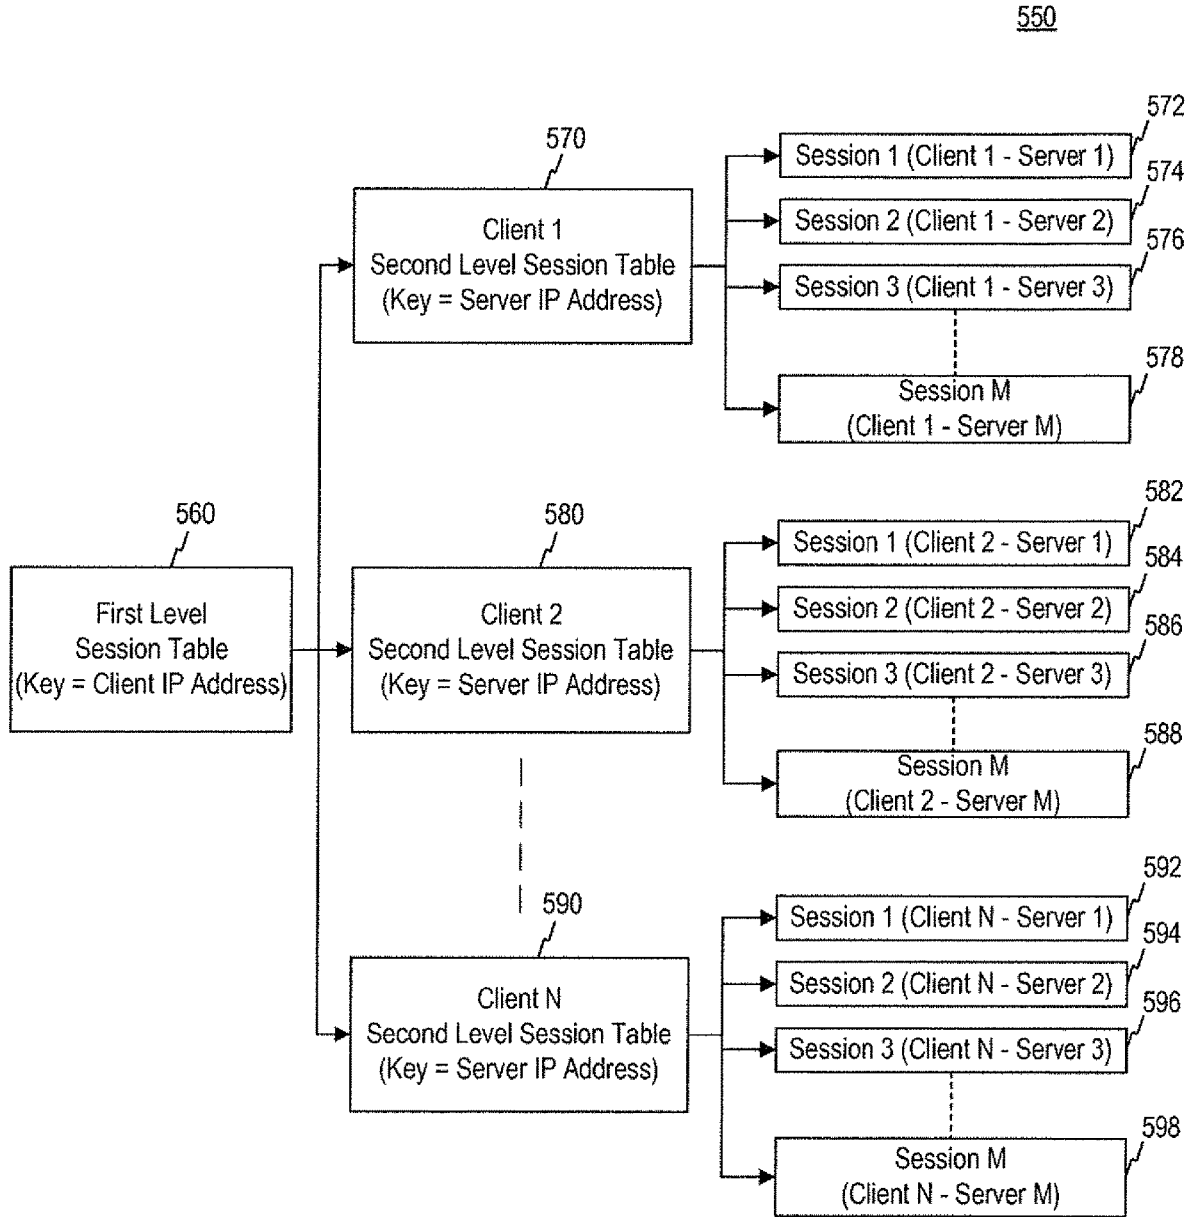 550
572
570
Session 1 (Client 1 - Server 1)
574
Client 1
Second Level Session Table
(Key = Server IP Address)
Session 2 (Client 1 - Server 2)
576
Session 3 (Client 1 - Server 3)
578
Session M
(Client 1 - Server M)
560
580
582
Session 1 (Client 2 - Server 1)
584
First Level
Session Table
(Key = Client IP Address)
Client 2
Second Level Session Table
(Key = Server IP Address)
Session 2 (Client 2 - Server 2)
586
Session 3 (Client 2 - Server 3)
588
Session M
(Client 2 - Server M)
590
592
Session 1 (Client N - Server 1)
594
Client N
Second Level Session Table
(Key = Server IP Address)
Session 2 (Client N - Server 2)
596
Session 3 (Client N - Server 3)
598
Session M
(Client N - Server M)